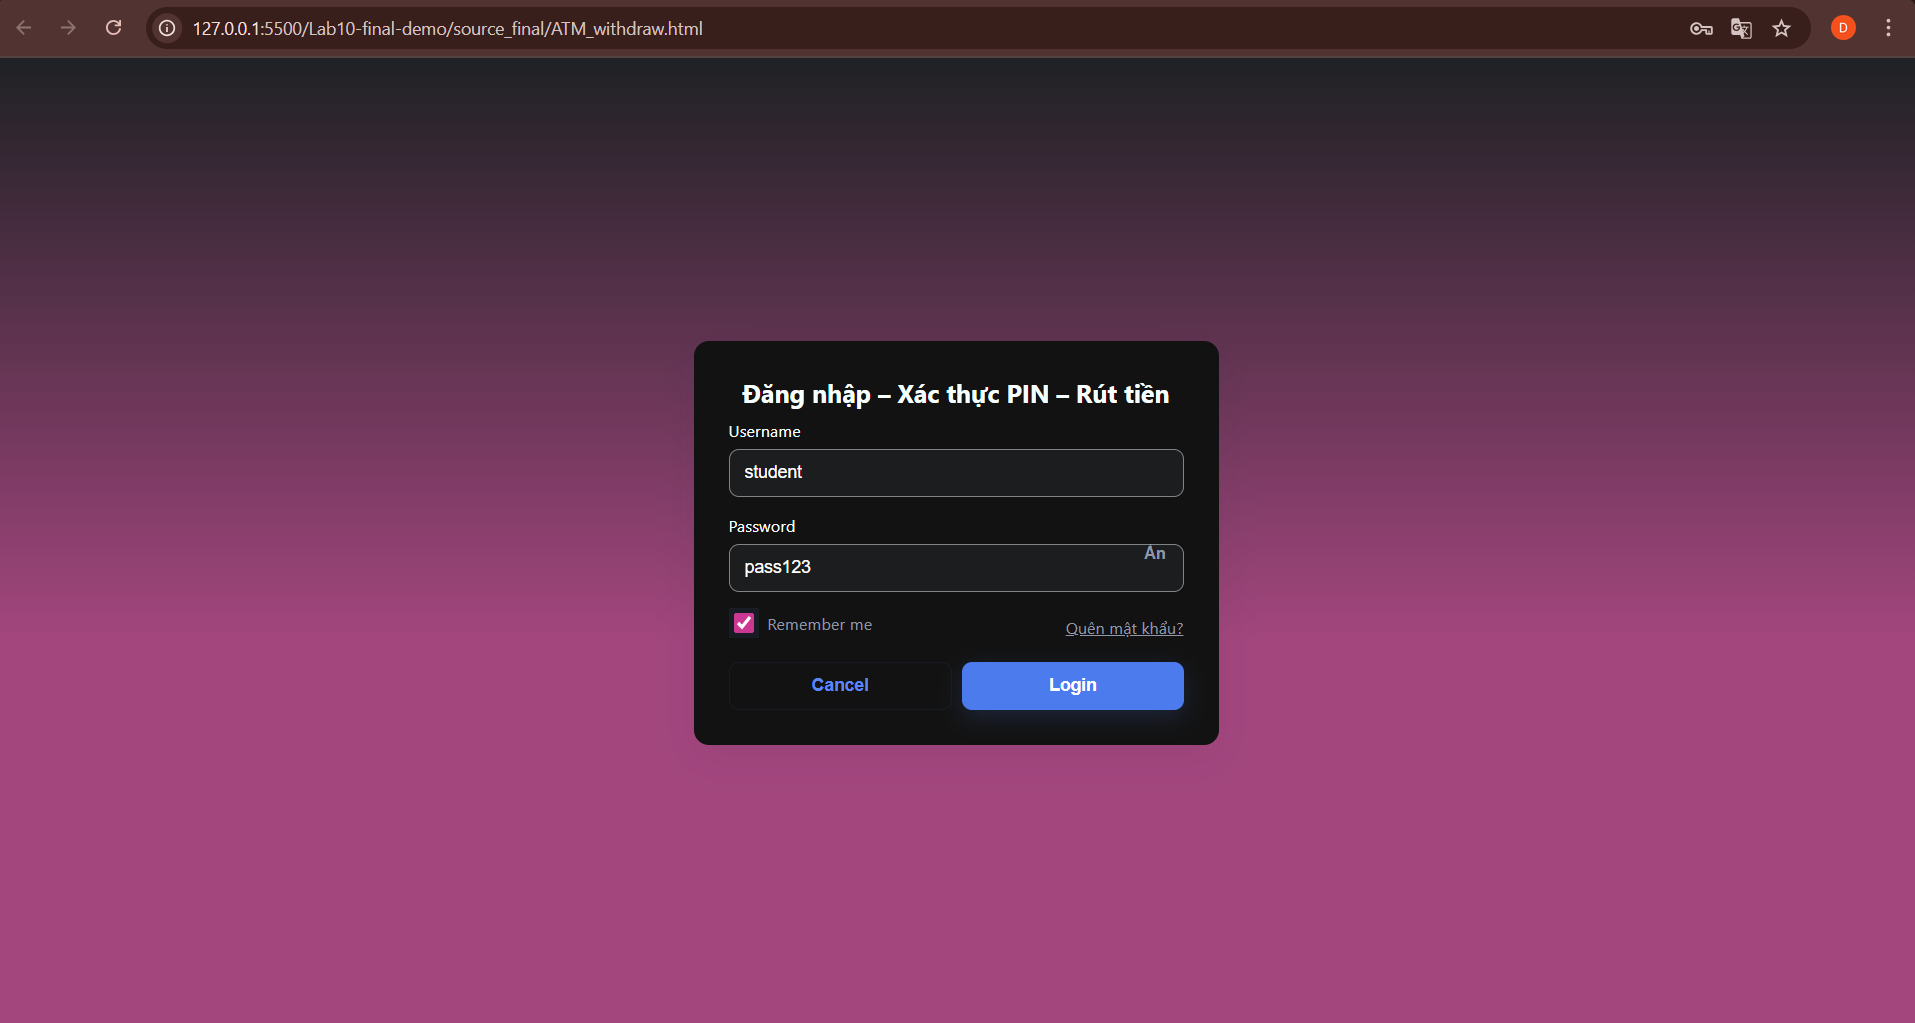 127.0.0.1:5500/Lab10-final-demo/source_final/ATM_withdraw.html
D
Đăng nhập – Xác thực PIN – Rút tiền
Username
student
Password
pass123
Ẩn
Remember me
Quên mật khẩu?
Cancel
Login